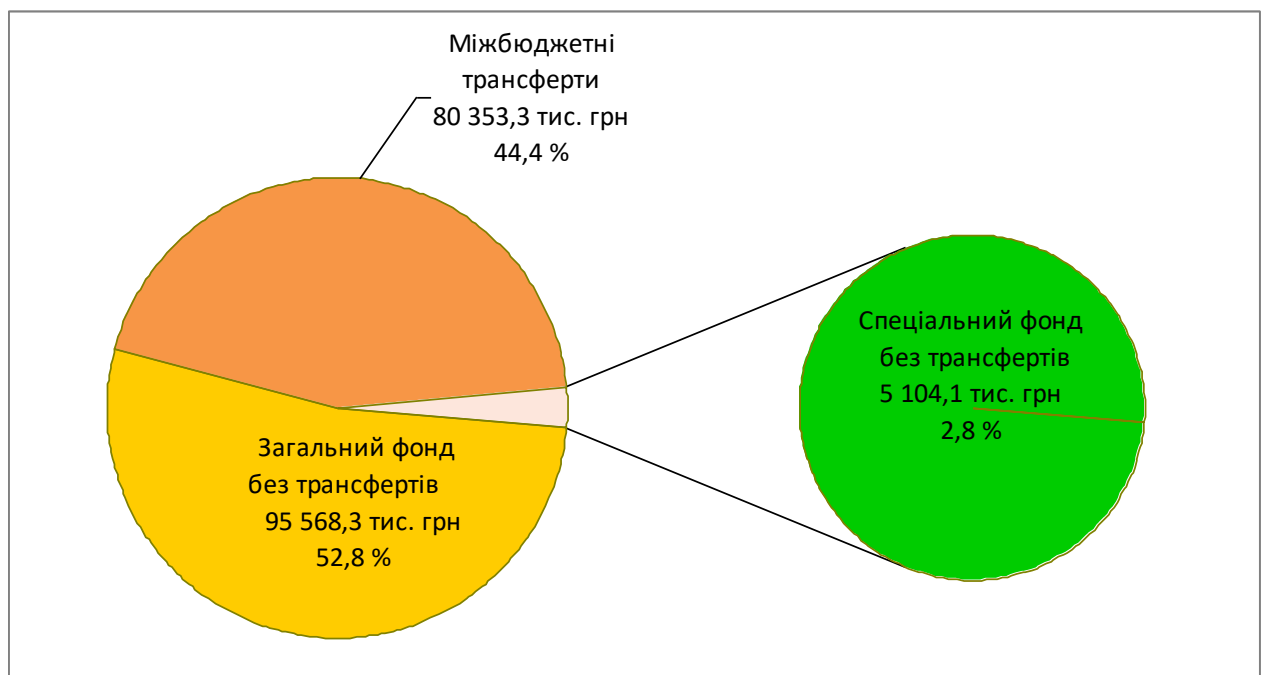 Міжбюджетні
трансферти
80 353,3 тис. грн
44,4 %
Загальний фонд
без трансфертів
95 568,3 тис. грн
52,8 %
Спеціальний фонд
без трансфертів
5 104,1 тис. грн
2,8 %